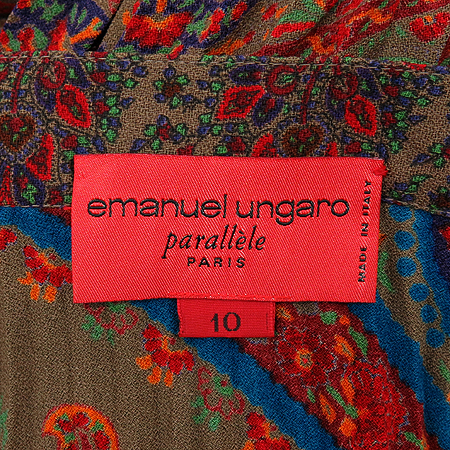 emanuel ungaro
parallèle
PARIS
MADE IN ITALY
10